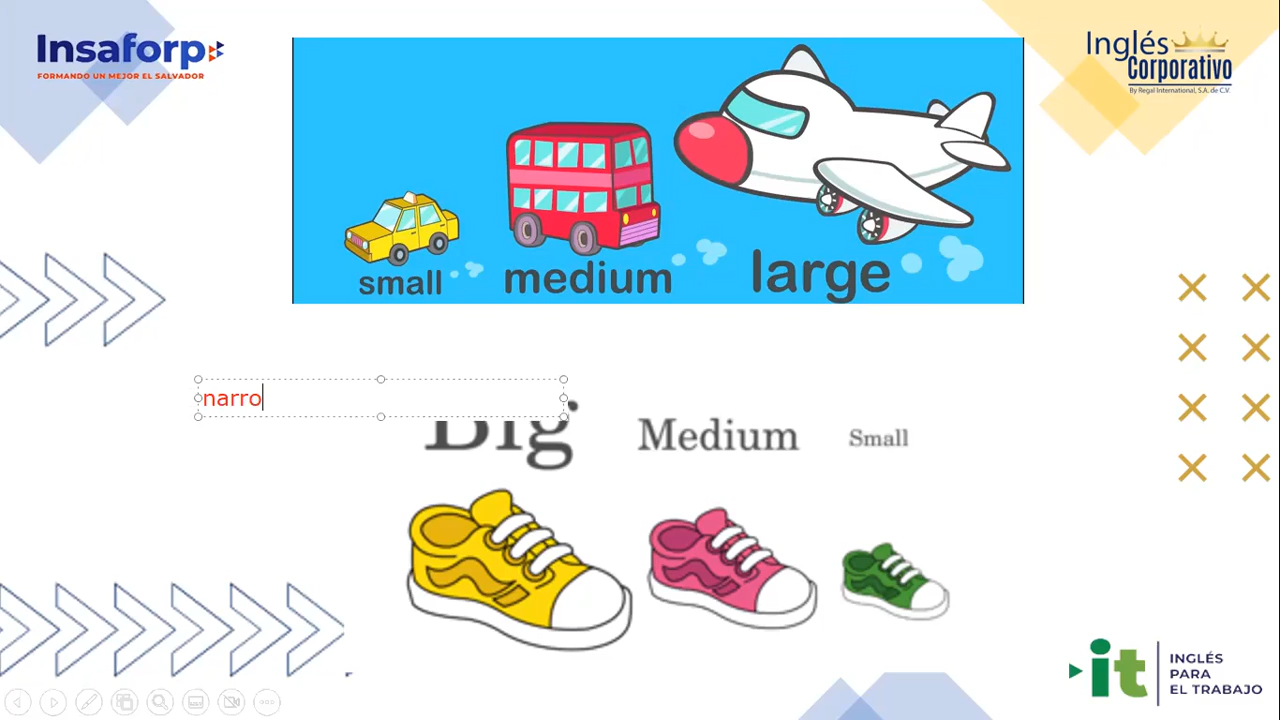 Insaforp
FORMANDO UN MEJOR EL SALVADOR
Inglés
Corporativo
By Regal International, S.A. de C.V.
small medium large
narro
Big Medium Small
it INGLÉS
PARA
EL TRABAJO